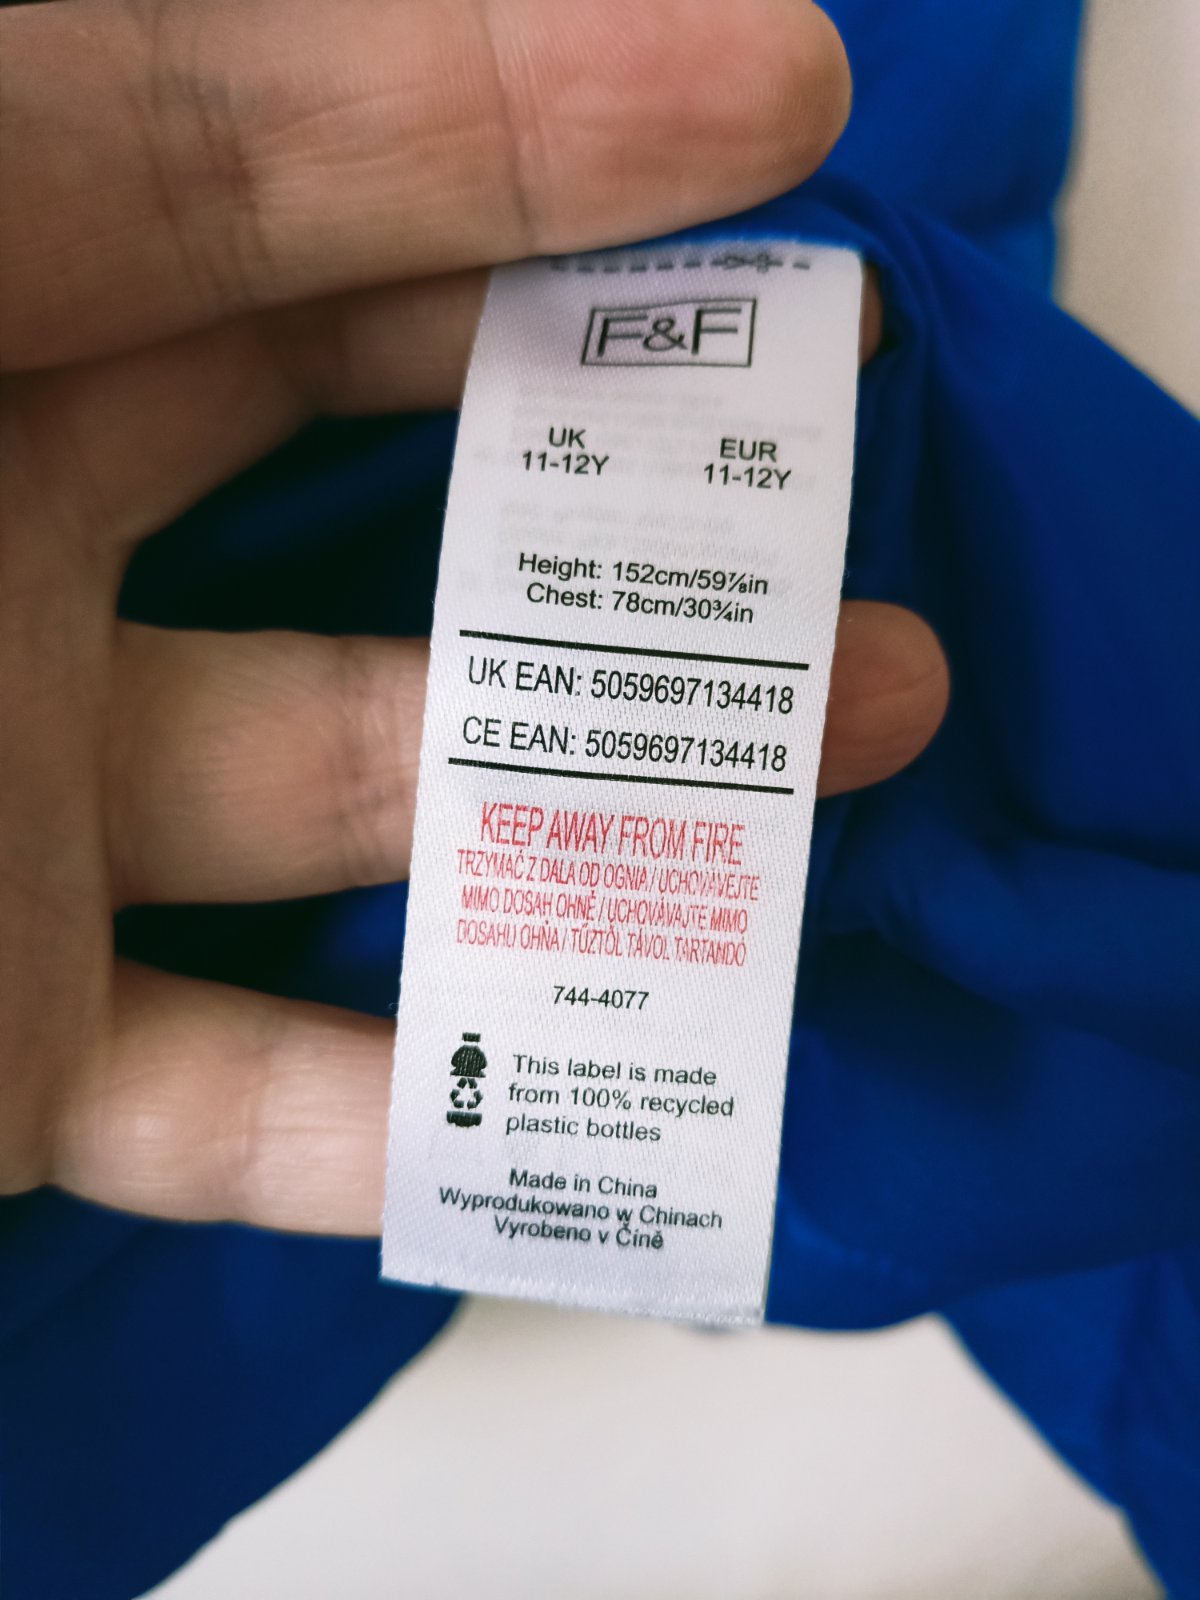 F&F
UK EUR
11-12Y 11-12Y
Height: 152cm/59⅞in
Chest: 78cm/30¾in
UK EAN: 5059697134418
CE EAN: 5059697134418
KEEP AWAY FROM FIRE
TRZYMAĆ Z DALA OD OGNIA / UCHOVÁVEJTE
MIMO DOSAH OHNĚ / UCHOVÁVAJTE MIMO
DOSAHU OHŇA / TŰZTŐL TÁVOL TARTANDÓ
744-4077
This label is made
from 100% recycled
plastic bottles
Made in China
Wyprodukowano w Chinach
Vyrobeno v Číně